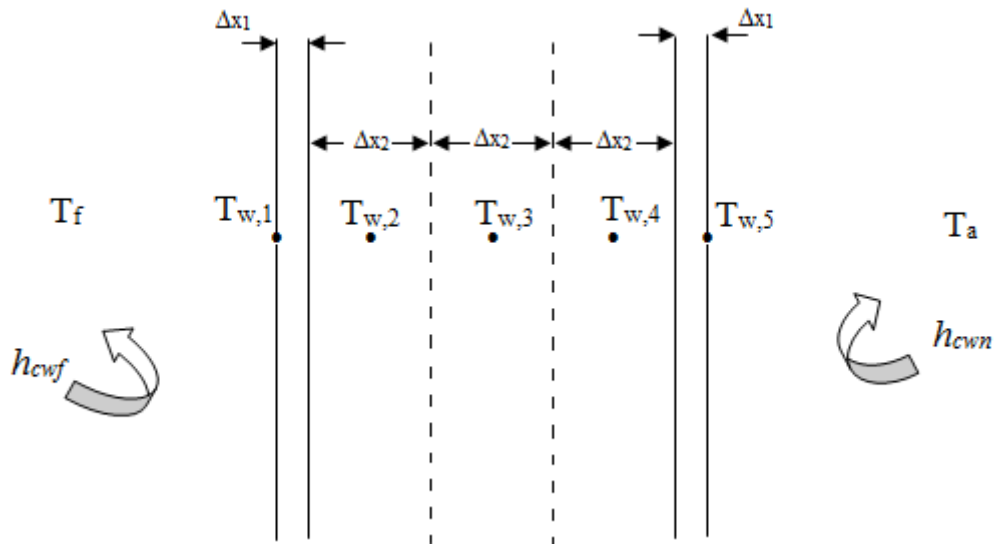 Δx1 Δx1
Δx2 Δx2 Δx2
Tf Tw,1 Tw,2 Tw,3 Tw,4 Tw,5 Ta
hcwf hcwn